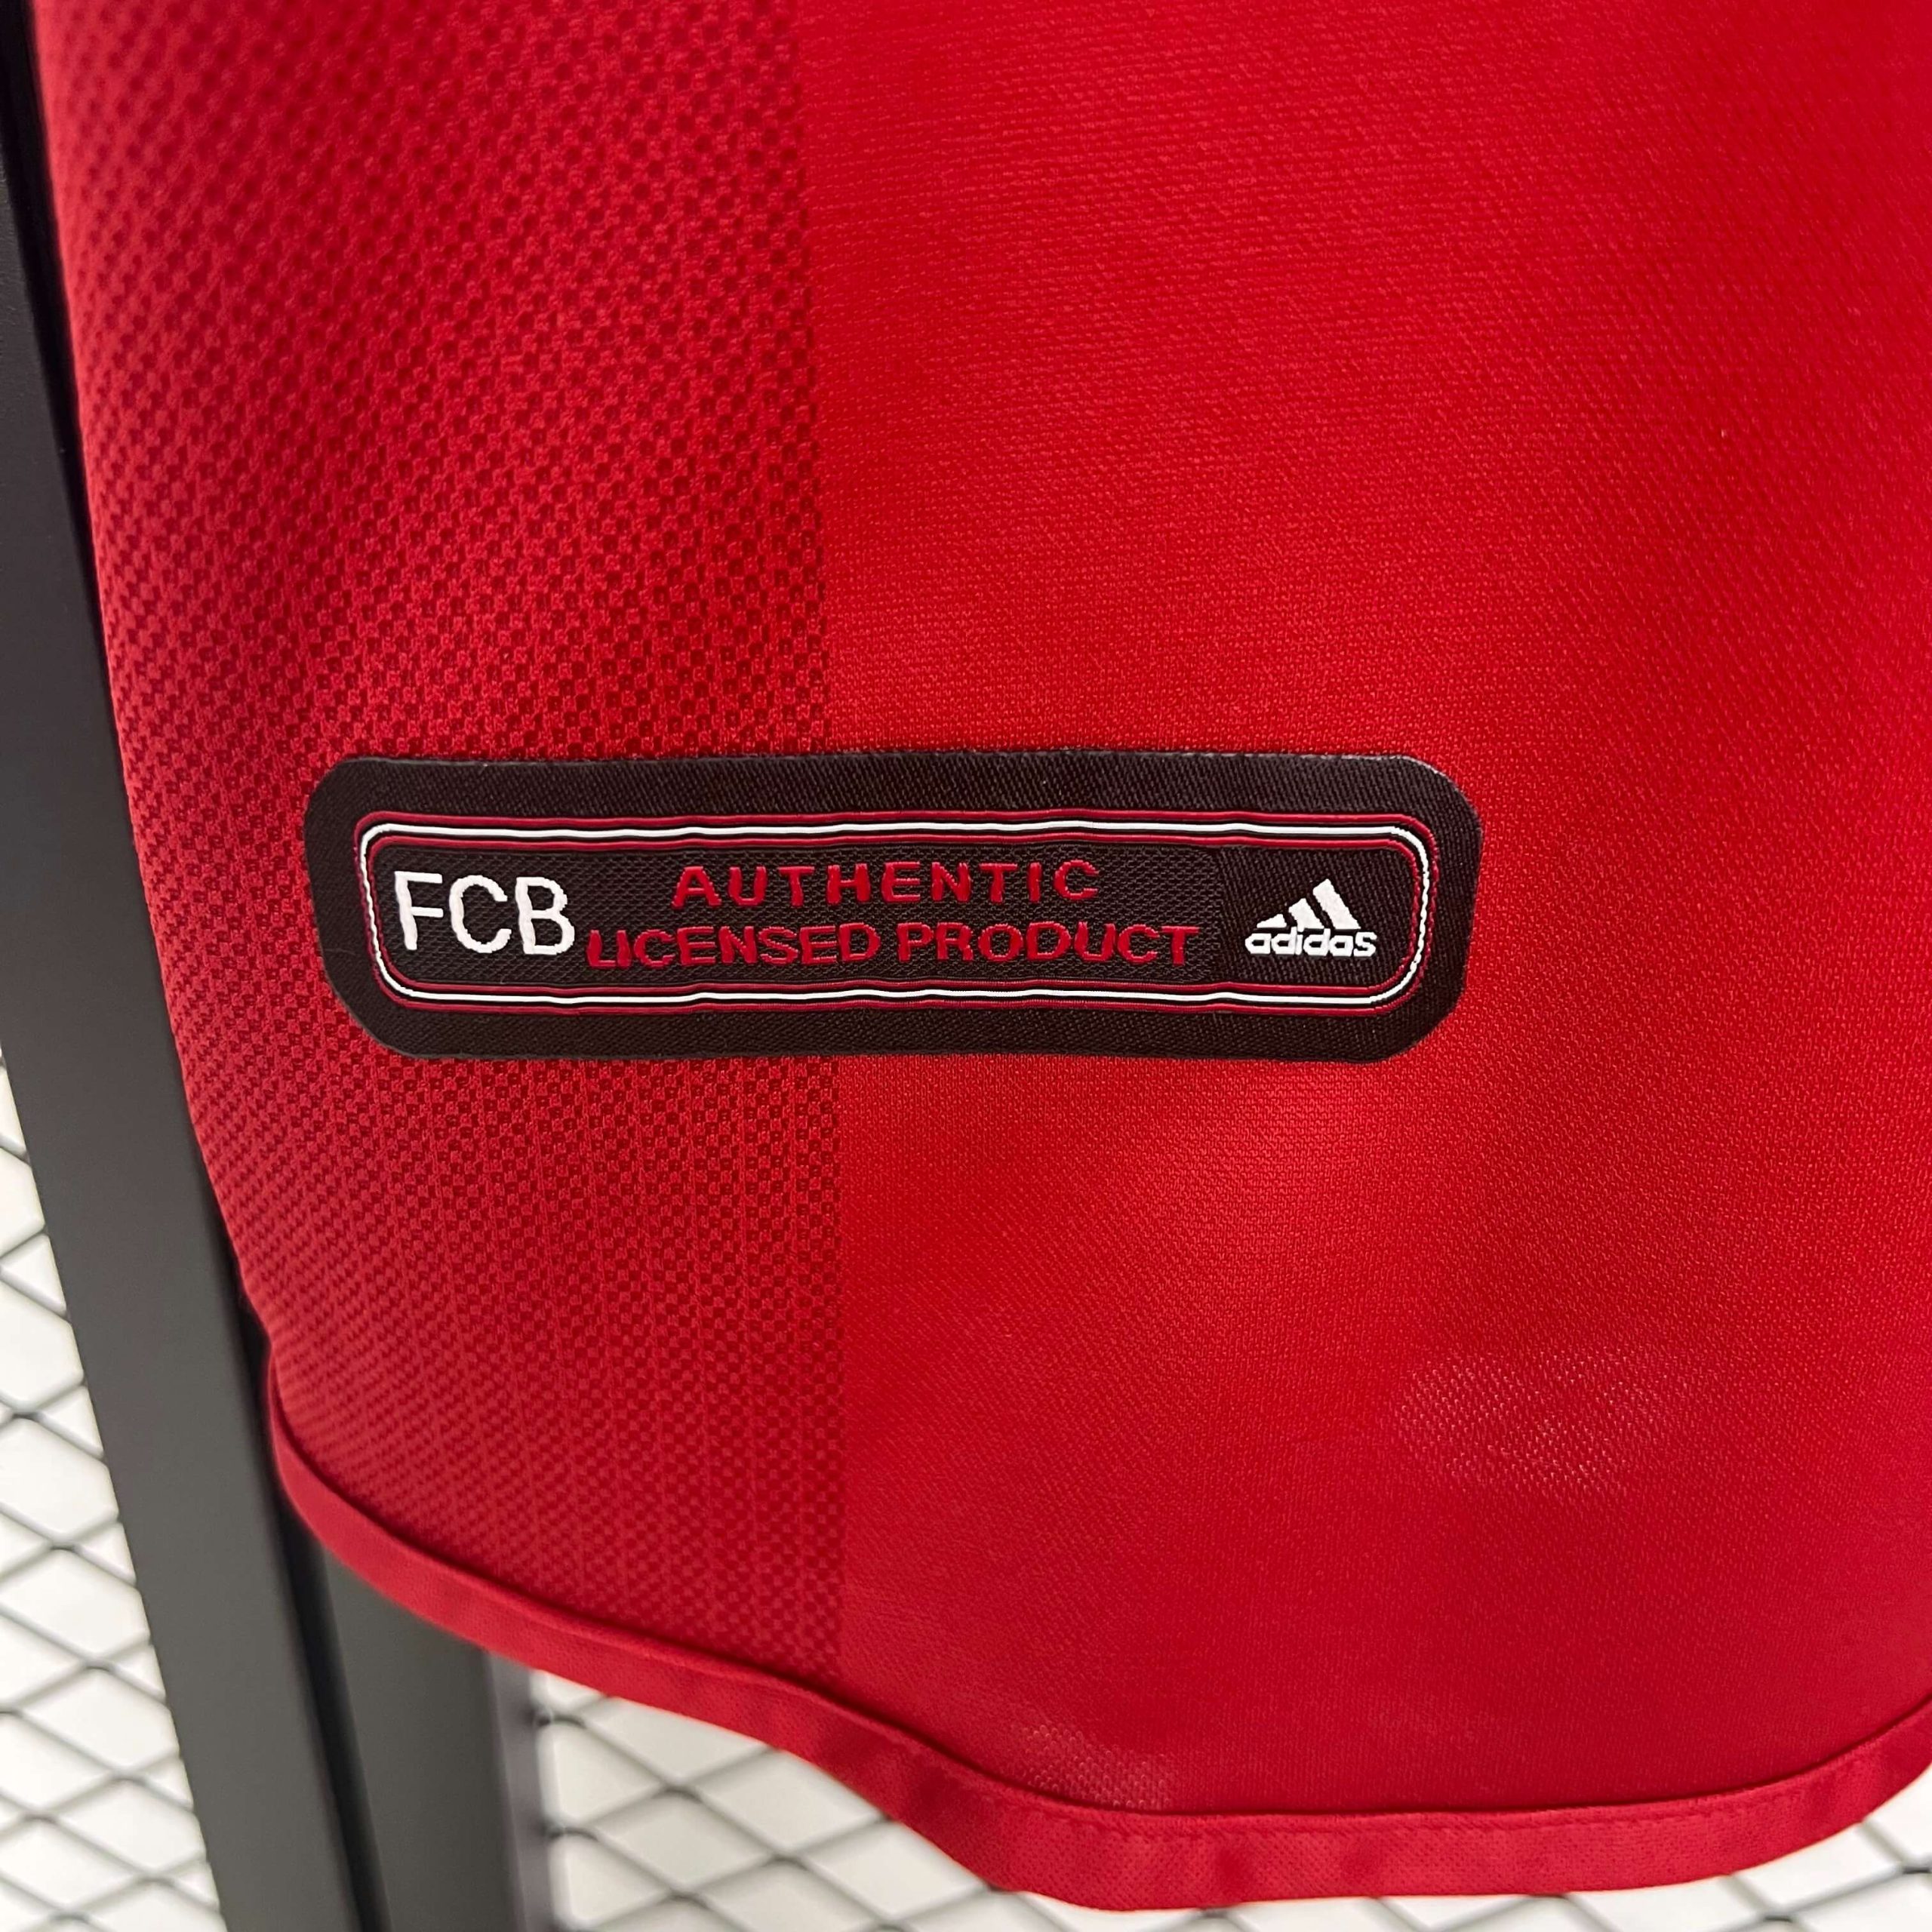 FCB
AUTHENTIC
LICENSED PRODUCT
adidas